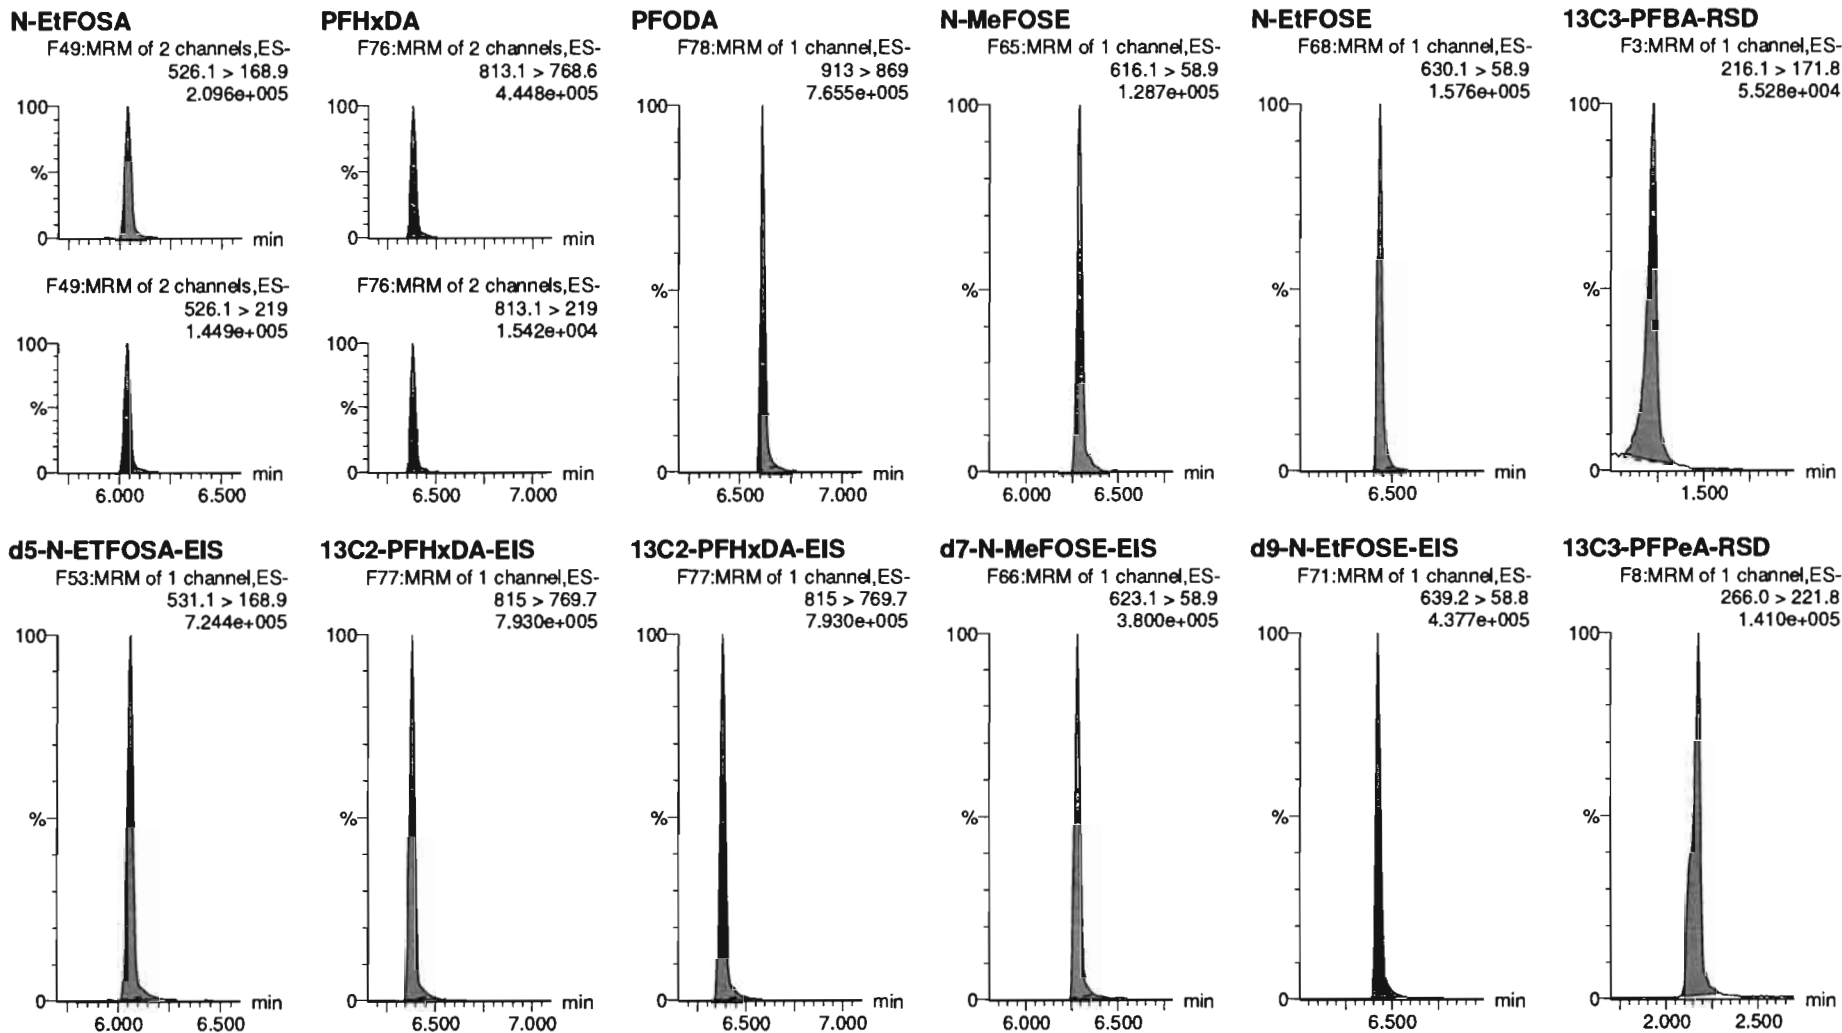 N-EtFOSA
F49:MRM of 2 channels,ES-
526.1 > 168.9
2.096e+005
100
%
0
min
F49:MRM of 2 channels,ES-
526.1 > 219
1.449e+005
100
%
0
min
6.000 6.500
PFHxDA
F76:MRM of 2 channels,ES-
813.1 > 768.6
4.448e+005
100
%
0
min
F76:MRM of 2 channels,ES-
813.1 > 219
1.542e+004
100
%
0
min
6.500 7.000
PFODA
F78:MRM of 1 channel,ES-
913 > 869
7.655e+005
100
%
0
min
6.500 7.000
N-MeFOSE
F65:MRM of 1 channel,ES-
616.1 > 58.9
1.287e+005
100
%
0
min
6.000 6.500
N-EtFOSE
F68:MRM of 1 channel,ES-
630.1 > 58.9
1.576e+005
100
%
0
min
6.500
13C3-PFBA-RSD
F3:MRM of 1 channel,ES-
216.1 > 171.8
5.528e+004
100
%
0
min
1.500
d5-N-ETFOSA-EIS
F53:MRM of 1 channel,ES-
531.1 > 168.9
7.244e+005
100
%
0
min
6.000 6.500
13C2-PFHxDA-EIS
F77:MRM of 1 channel,ES-
815 > 769.7
7.930e+005
100
%
0
min
6.500 7.000
13C2-PFHxDA-EIS
F77:MRM of 1 channel,ES-
815 > 769.7
7.930e+005
100
%
0
min
6.500 7.000
d7-N-MeFOSE-EIS
F66:MRM of 1 channel,ES-
623.1 > 58.9
3.800e+005
100
%
0
min
6.000 6.500
d9-N-EtFOSE-EIS
F71:MRM of 1 channel,ES-
639.2 > 58.8
4.377e+005
100
%
0
min
6.500
13C3-PFPeA-RSD
F8:MRM of 1 channel,ES-
266.0 > 221.8
1.410e+005
100
%
0
min
2.000 2.500